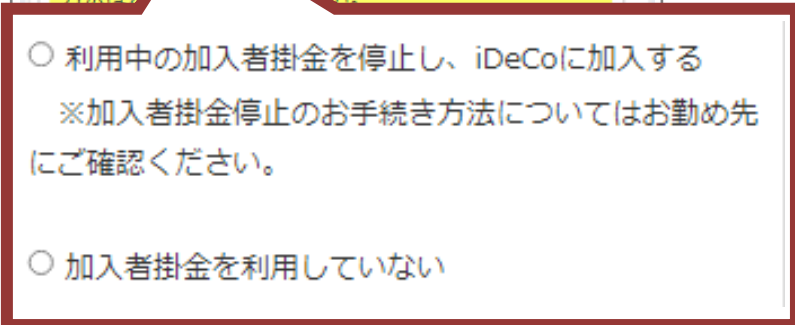 ○ 利用中の加入者掛金を停止し、iDeCoに加入する
※加入者掛金停止のお手続き方法についてはお勤め先
にご確認ください。
○ 加入者掛金を利用していない